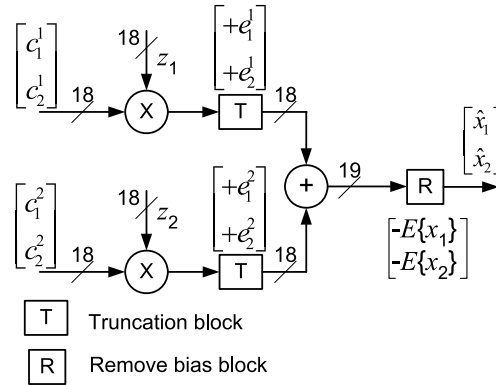 [c_1^1 c_2^1]
18
18
z_1
X
[+e_1^1 +e_2^1]
T
18
[c_1^2 c_2^2]
18
18
z_2
X
[+e_1^2 +e_2^2]
T
18
+
19
R
[x̂_1 x̂_2]
[-E{x_1} -E{x_2}]
T Truncation block
R Remove bias block